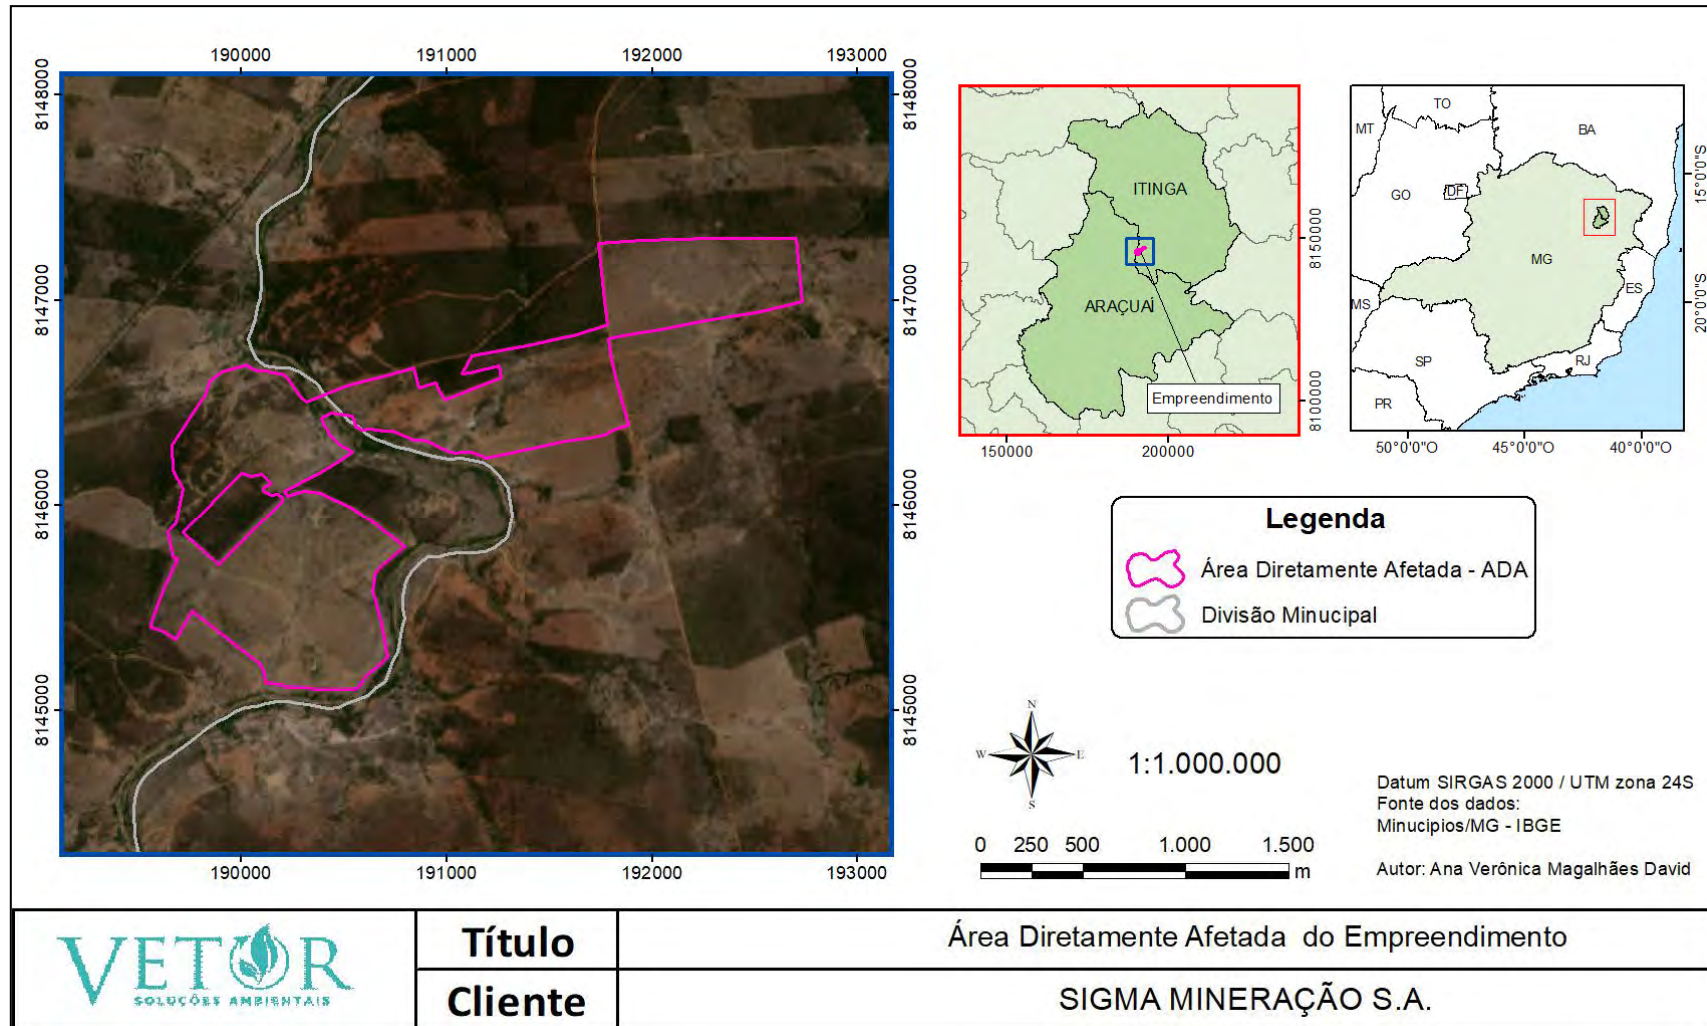 190000 191000 192000 193000
8148000
8147000
8146000
8145000
8148000
8147000
8146000
8145000
190000 191000 192000 193000
ITINGA
ARAÇUAÍ
Empreendimento
8150000
8100000
150000 200000
TO
MT
BA
GO
DF
MG
MS
ES
SP
RJ
PR
15°0'0"S
20°0'0"S
50°0'0"O 45°0'0"O 40°0'0"O
Legenda
Área Diretamente Afetada - ADA
Divisão Minucipal
N
W E
S
1:1.000.000
0 250 500 1.000 1.500
m
Datum SIRGAS 2000 / UTM zona 24S
Fonte dos dados:
Minucipios/MG - IBGE
Autor: Ana Verônica Magalhães David
VETOR
SOLUÇÕES AMBIENTAIS
Título
Área Diretamente Afetada do Empreendimento
Cliente
SIGMA MINERAÇÃO S.A.